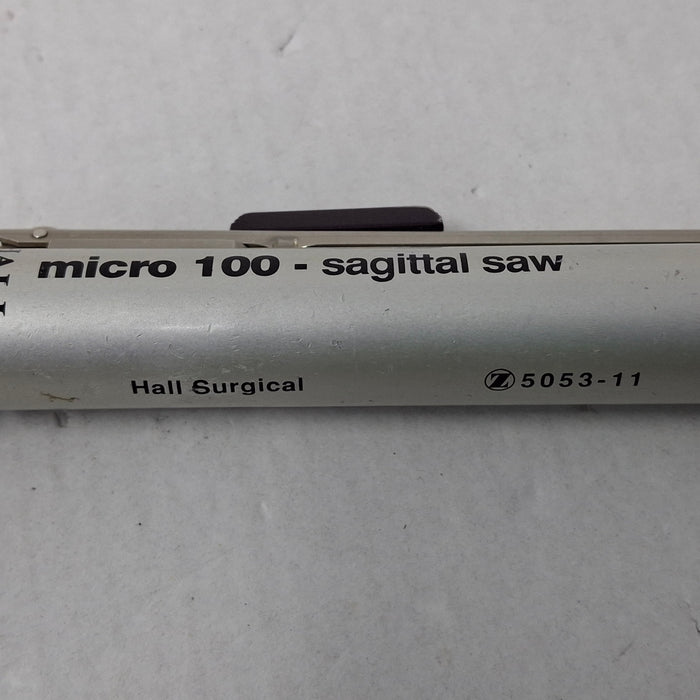 micro 100 - sagittal saw
Hall Surgical
Z 5053-11